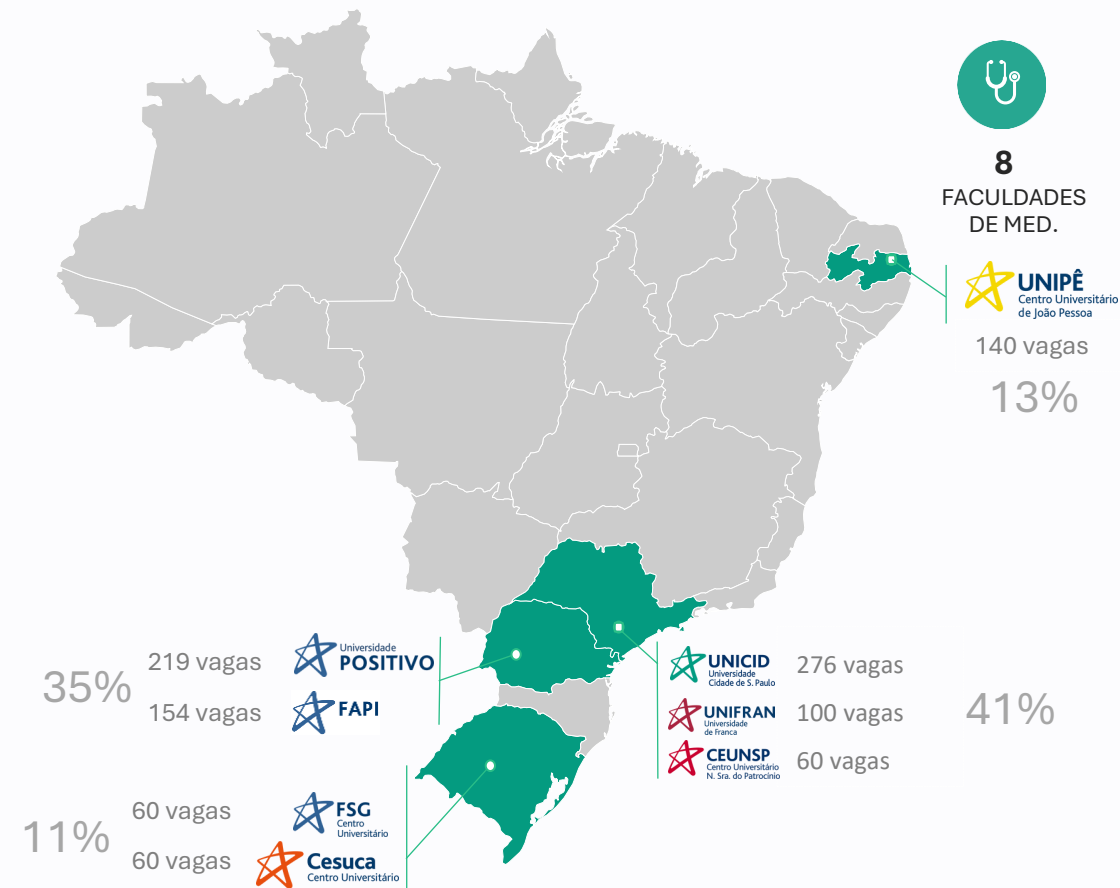 8
FACULDADES
DE MED.
UNIPÊ
Centro Universitário
de João Pessoa
140 vagas
13%
35%
219 vagas
Universidade
POSITIVO
154 vagas
FAPI
UNICID
Universidade
Cidade de S. Paulo
276 vagas
UNIFRAN
Universidade
de Franca
100 vagas
CEUNSP
Centro Universitário
N. Sra. do Patrocínio
60 vagas
41%
11%
60 vagas
FSG
Centro
Universitário
60 vagas
Cesuca
Centro Universitário